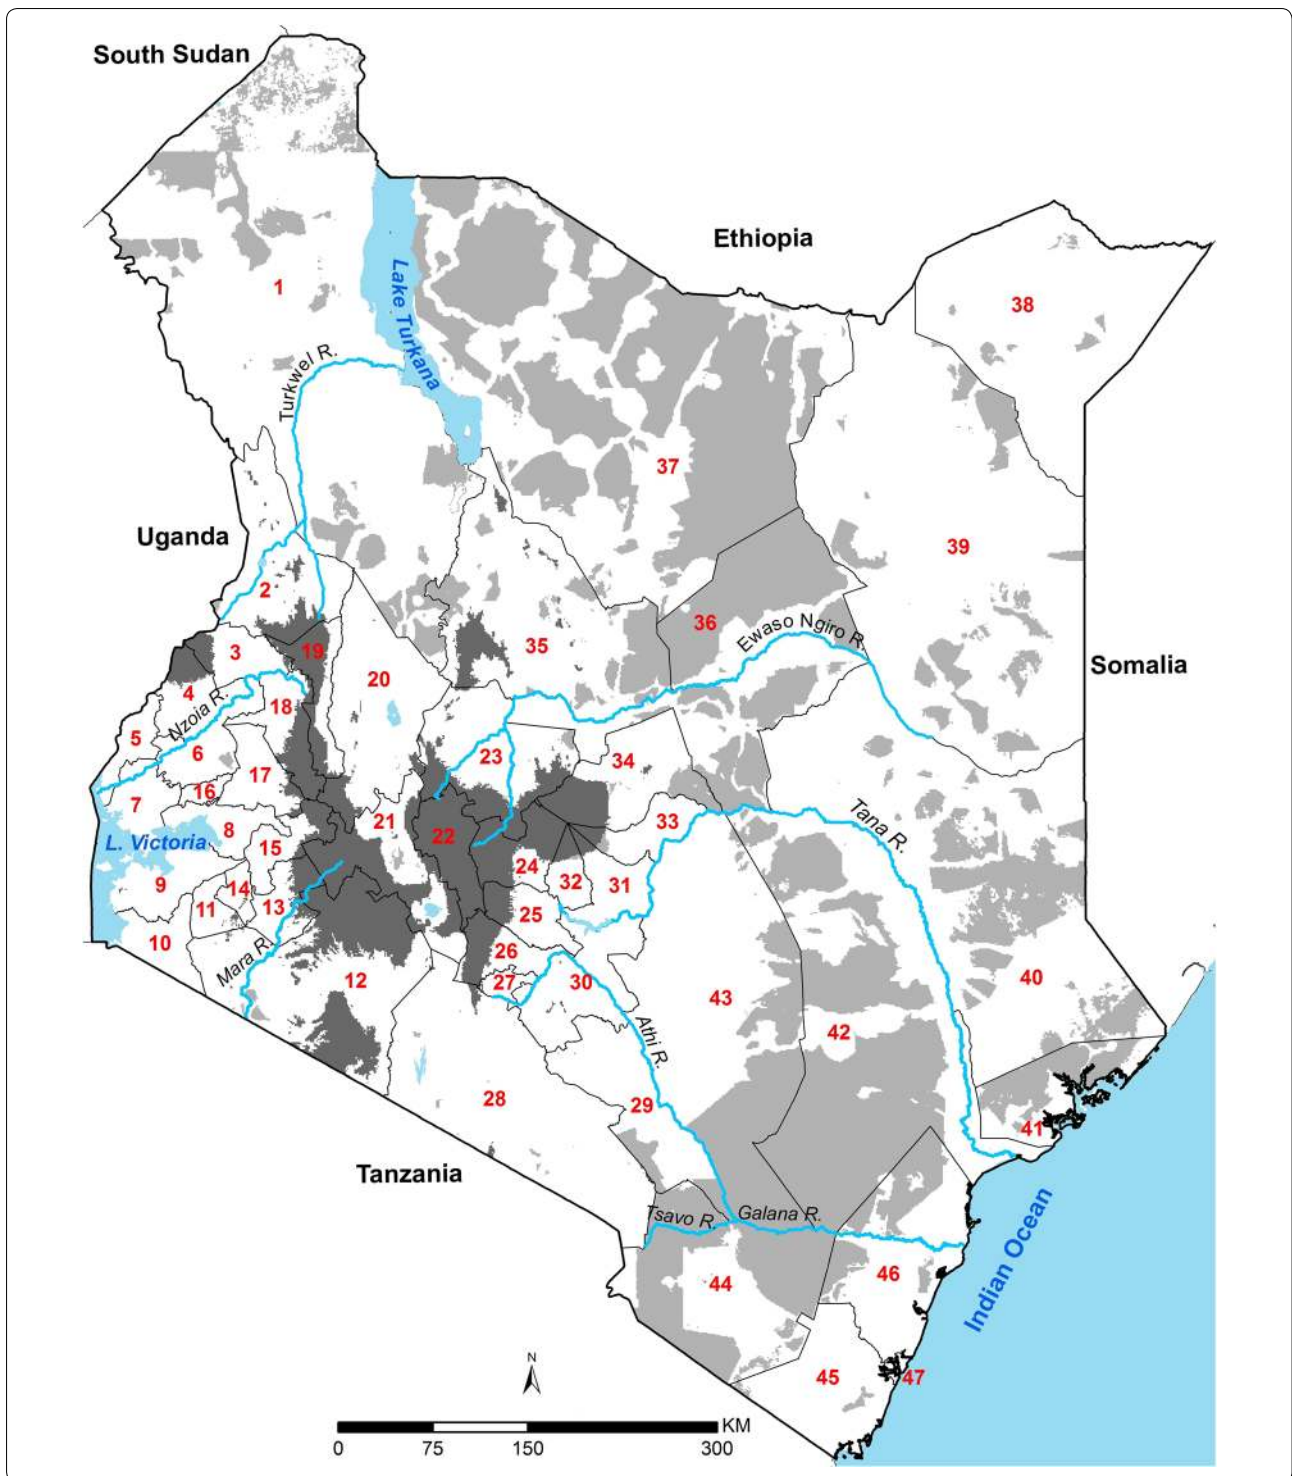 South Sudan
Ethiopia
38
1
Lake Turkana
Turkwel R.
37
Uganda
39
2
36
Ewaso Ngiro R.
3
19
35
Somalia
20
4
18
Nzoia R.
5
6
23
34
17
16
7
21
33
Tana R.
8
22
L. Victoria
15
24
9
14
32
31
11
13
25
10
Mara R.
26
12
27
30
43
40
42
Athi R.
28
29
41
Tanzania
Tsavo R.
Galana R.
Indian Ocean
44
46
N
45
47
KM
0 75 150 300